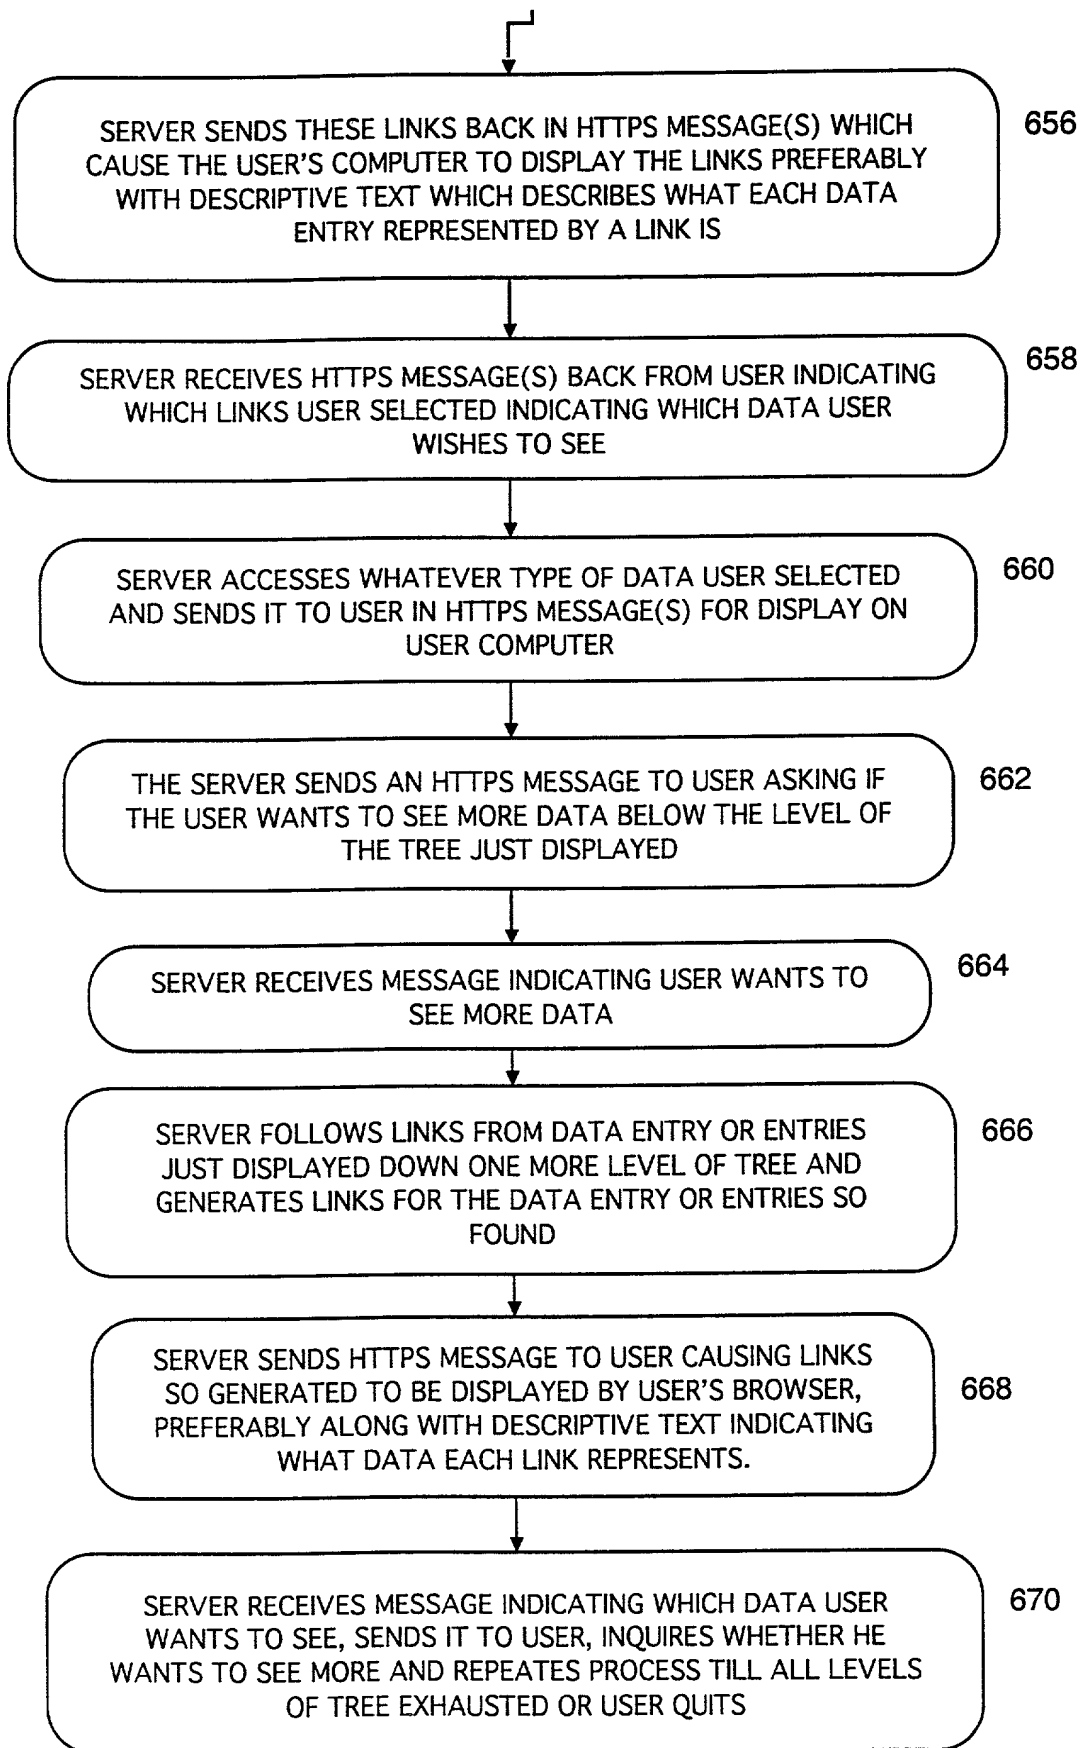 SERVER SENDS THESE LINKS BACK IN HTTPS MESSAGE(S) WHICH
CAUSE THE USER'S COMPUTER TO DISPLAY THE LINKS PREFERABLY
WITH DESCRIPTIVE TEXT WHICH DESCRIBES WHAT EACH DATA
ENTRY REPRESENTED BY A LINK IS
656
SERVER RECEIVES HTTPS MESSAGE(S) BACK FROM USER INDICATING
WHICH LINKS USER SELECTED INDICATING WHICH DATA USER
WISHES TO SEE
658
SERVER ACCESSES WHATEVER TYPE OF DATA USER SELECTED
AND SENDS IT TO USER IN HTTPS MESSAGE(S) FOR DISPLAY ON
USER COMPUTER
660
THE SERVER SENDS AN HTTPS MESSAGE TO USER ASKING IF
THE USER WANTS TO SEE MORE DATA BELOW THE LEVEL OF
THE TREE JUST DISPLAYED
662
SERVER RECEIVES MESSAGE INDICATING USER WANTS TO
SEE MORE DATA
664
SERVER FOLLOWS LINKS FROM DATA ENTRY OR ENTRIES
JUST DISPLAYED DOWN ONE MORE LEVEL OF TREE AND
GENERATES LINKS FOR THE DATA ENTRY OR ENTRIES SO
FOUND
666
SERVER SENDS HTTPS MESSAGE TO USER CAUSING LINKS
SO GENERATED TO BE DISPLAYED BY USER'S BROWSER,
PREFERABLY ALONG WITH DESCRIPTIVE TEXT INDICATING
WHAT DATA EACH LINK REPRESENTS.
668
SERVER RECEIVES MESSAGE INDICATING WHICH DATA USER
WANTS TO SEE, SENDS IT TO USER, INQUIRES WHETHER HE
WANTS TO SEE MORE AND REPEATS PROCESS TILL ALL LEVELS
OF TREE EXHAUSTED OR USER QUITS
670